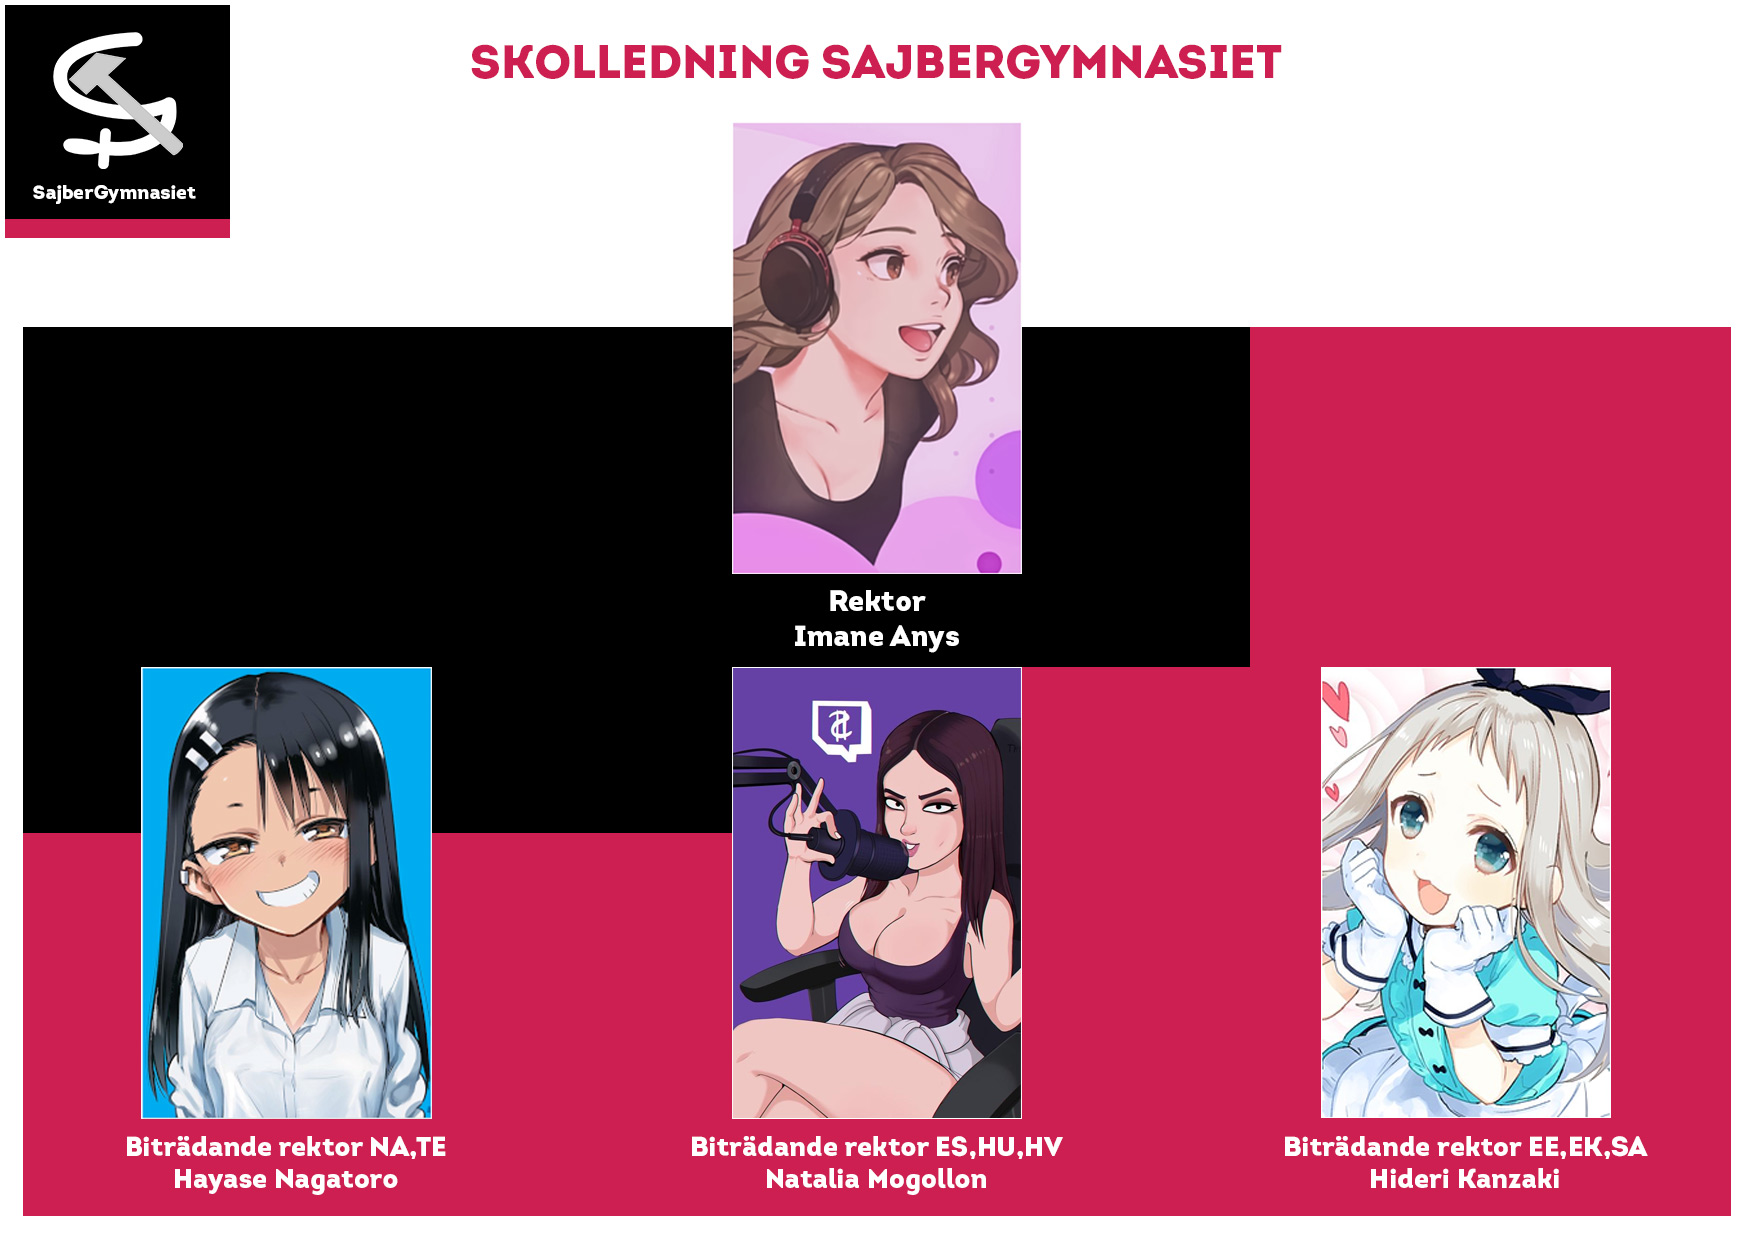 SajberGymnasiet
SKOLLEDNING SAJBERGYMNASIET
Rektor
Imane Anys
Biträdande rektor NA,TE
Hayase Nagatoro
Biträdande rektor ES,HU,HV
Natalia Mogollon
Biträdande rektor EE,EK,SA
Hideri Kanzaki